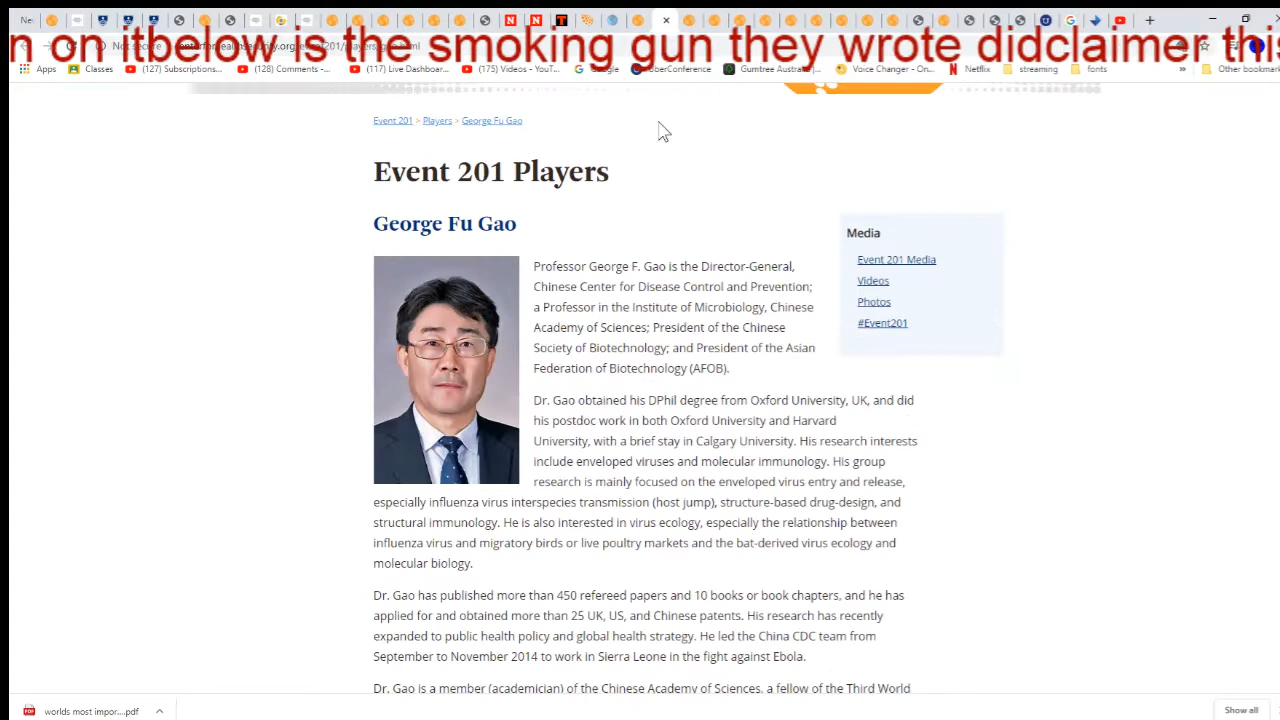 n on itbelow is the smoking gun they wrote didclaimer this
Apps Classes (127) Subscriptions... (128) Comments -... (117) Live Dashboar... (175) Videos - YouT... Google UberConference Gumtree Australia |... Voice Changer - On... Netflix streaming fonts » Other bookmark
Event 201 > Players > George Fu Gao
Event 201 Players
George Fu Gao
Professor George F. Gao is the Director-General,
Chinese Center for Disease Control and Prevention;
a Professor in the Institute of Microbiology, Chinese
Academy of Sciences; President of the Chinese
Society of Biotechnology; and President of the Asian
Federation of Biotechnology (AFOB).
Dr. Gao obtained his DPhil degree from Oxford University, UK, and did
his postdoc work in both Oxford University and Harvard
University, with a brief stay in Calgary University. His research interests
include enveloped viruses and molecular immunology. His group
research is mainly focused on the enveloped virus entry and release,
especially influenza virus interspecies transmission (host jump), structure-based drug-design, and
structural immunology. He is also interested in virus ecology, especially the relationship between
influenza virus and migratory birds or live poultry markets and the bat-derived virus ecology and
molecular biology.
Dr. Gao has published more than 450 refereed papers and 10 books or book chapters, and he has
applied for and obtained more than 25 UK, US, and Chinese patents. His research has recently
expanded to public health policy and global health strategy. He led the China CDC team from
September to November 2014 to work in Sierra Leone in the fight against Ebola.
Dr. Gao is a member (academician) of the Chinese Academy of Sciences, a fellow of the Third World
Media
Event 201 Media
Videos
Photos
#Event201
worlds most impor....pdf
Show all